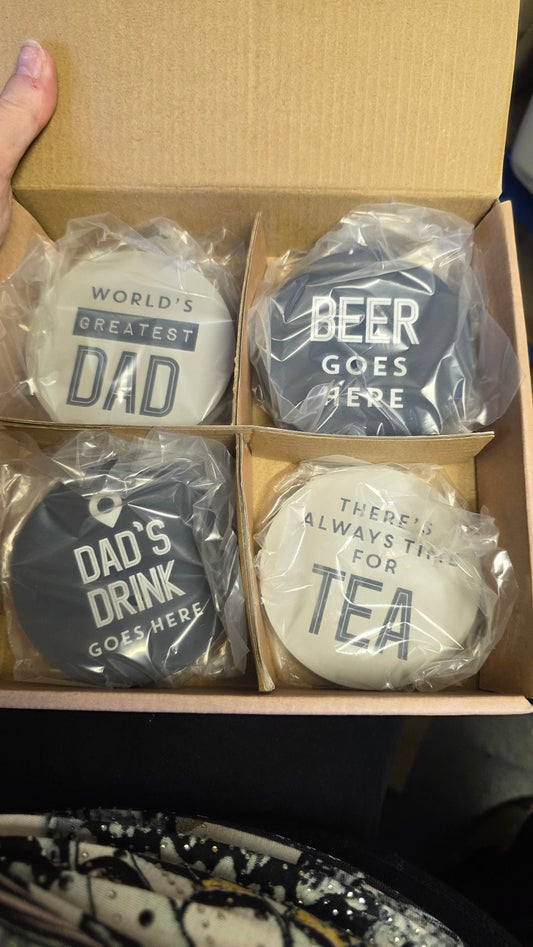 WORLD'S
GREATEST
DAD
BEER
GOES
HERE
DAD'S
DRINK
GOES HERE
THERE'S
ALWAYS TIME
FOR
TEA